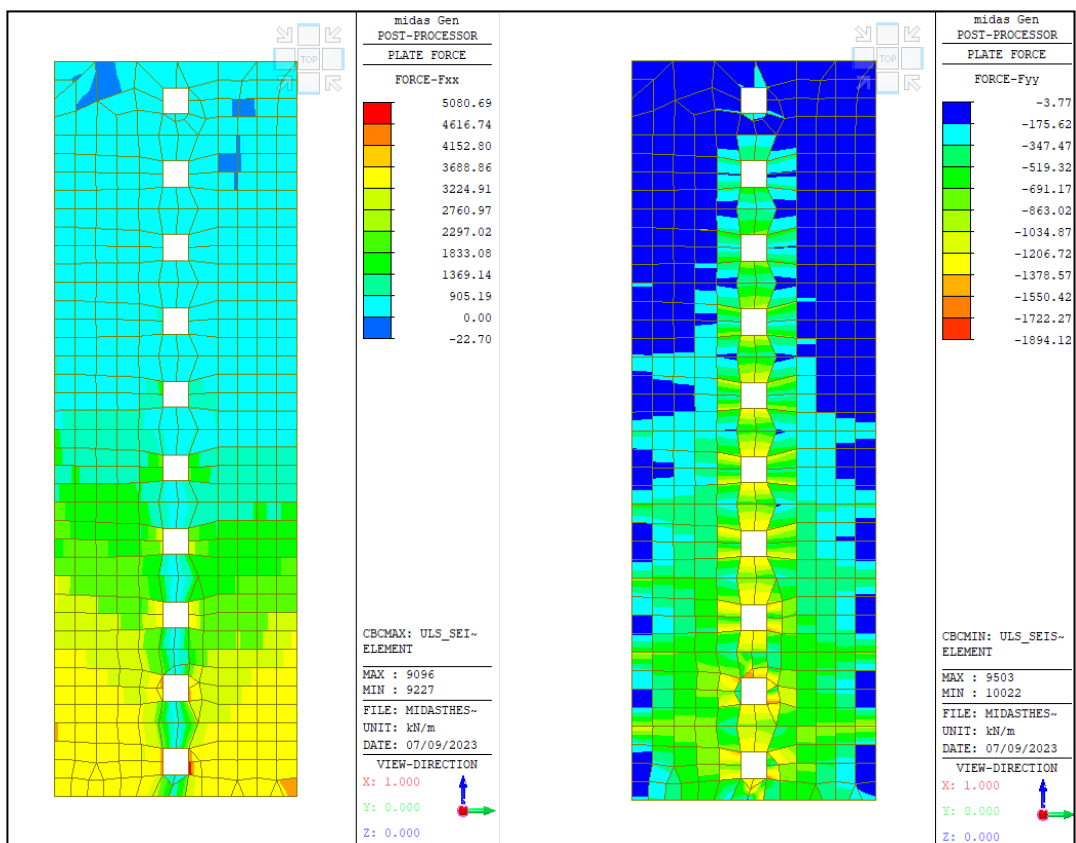 TOP
midas Gen
POST-PROCESSOR
PLATE FORCE
FORCE-Fxx
5080.69
4616.74
4152.80
3688.86
3224.91
2760.97
2297.02
1833.08
1369.14
905.19
0.00
-22.70
CBCMAX: ULS_SEI~
ELEMENT
MAX : 9096
MIN : 9227
FILE: MIDASTHES~
UNIT: kN/m
DATE: 07/09/2023
VIEW-DIRECTION
X: 1.000
Y: 0.000
Z: 0.000
TOP
midas Gen
POST-PROCESSOR
PLATE FORCE
FORCE-Fyy
-3.77
-175.62
-347.47
-519.32
-691.17
-863.02
-1034.87
-1206.72
-1378.57
-1550.42
-1722.27
-1894.12
CBCMIN: ULS_SEIS~
ELEMENT
MAX : 9503
MIN : 10022
FILE: MIDASTHES~
UNIT: kN/m
DATE: 07/09/2023
VIEW-DIRECTION
X: 1.000
Y: 0.000
Z: 0.000